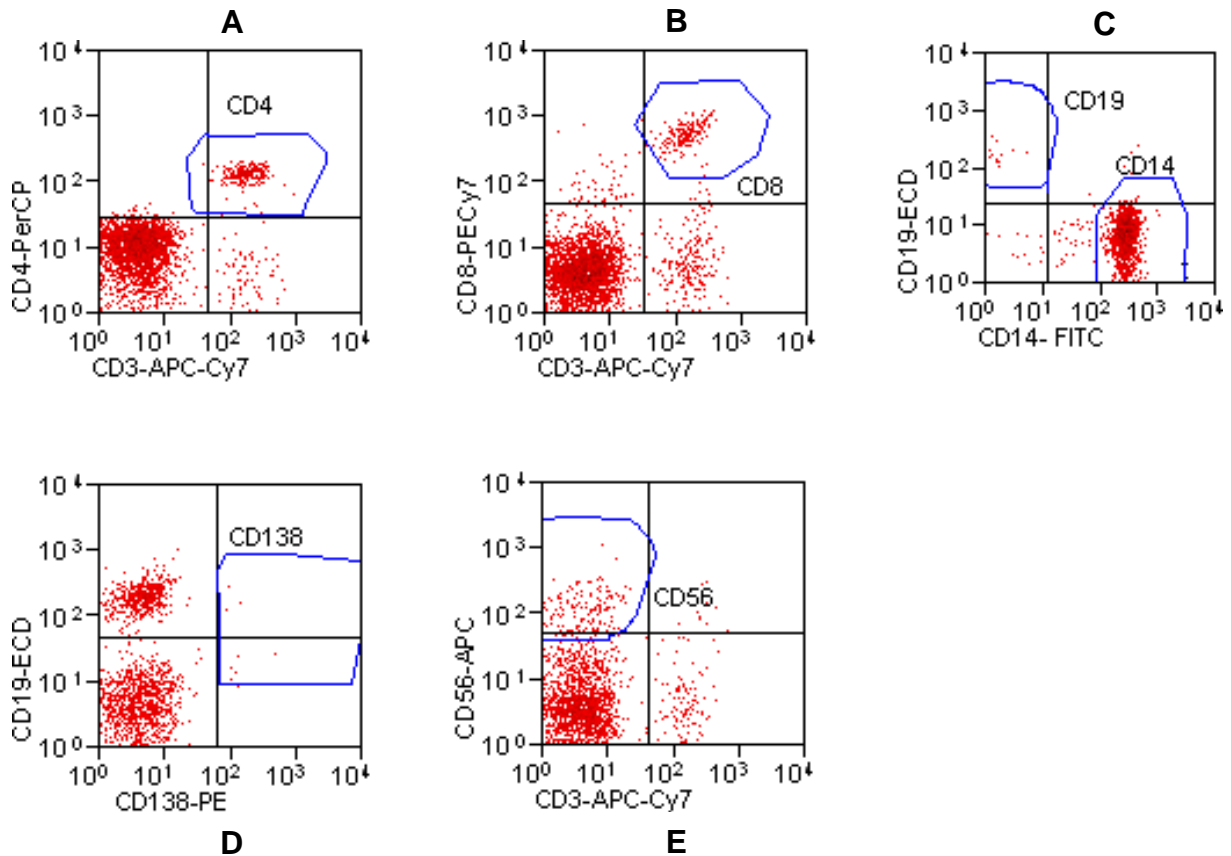 A
B
C
10⁴
10³
10²
10¹
10⁰
CD4-PerCP
CD4
10⁰ 10¹ 10² 10³ 10⁴
CD3-APC-Cy7
10⁴
10³
10²
10¹
10⁰
CD8-PECy7
CD8
10⁰ 10¹ 10² 10³ 10⁴
CD3-APC-Cy7
10⁴
10³
10²
10¹
10⁰
CD19-ECD
CD19
CD14
10⁰ 10¹ 10² 10³ 10⁴
CD14- FITC
10⁴
10³
10²
10¹
10⁰
CD19-ECD
CD138
10⁰ 10¹ 10² 10³ 10⁴
CD138-PE
10⁴
10³
10²
10¹
10⁰
CD56-APC
CD56
10⁰ 10¹ 10² 10³ 10⁴
CD3-APC-Cy7
D
E